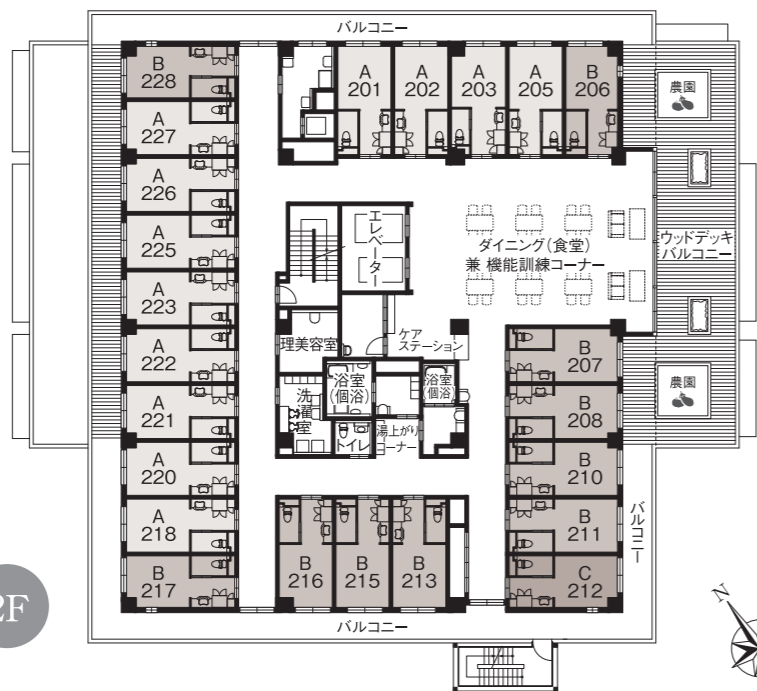 バルコニー
B
228
A
227
A
226
A
225
A
223
A
222
A
221
A
220
A
218
B
217
A
201
A
202
A
203
A
205
B
206
農園
エレベーター
ダイニング(食堂)
兼 機能訓練コーナー
ウッドデッキ
バルコニー
ケア
ステーション
理美容室
浴室
(個浴)
浴室
(個浴)
洗濯室
トイレ
湯上がり
コーナー
B
207
B
208
B
210
B
211
C
212
農園
バルコニー
B
216
B
215
B
213
バルコニー
2F
N